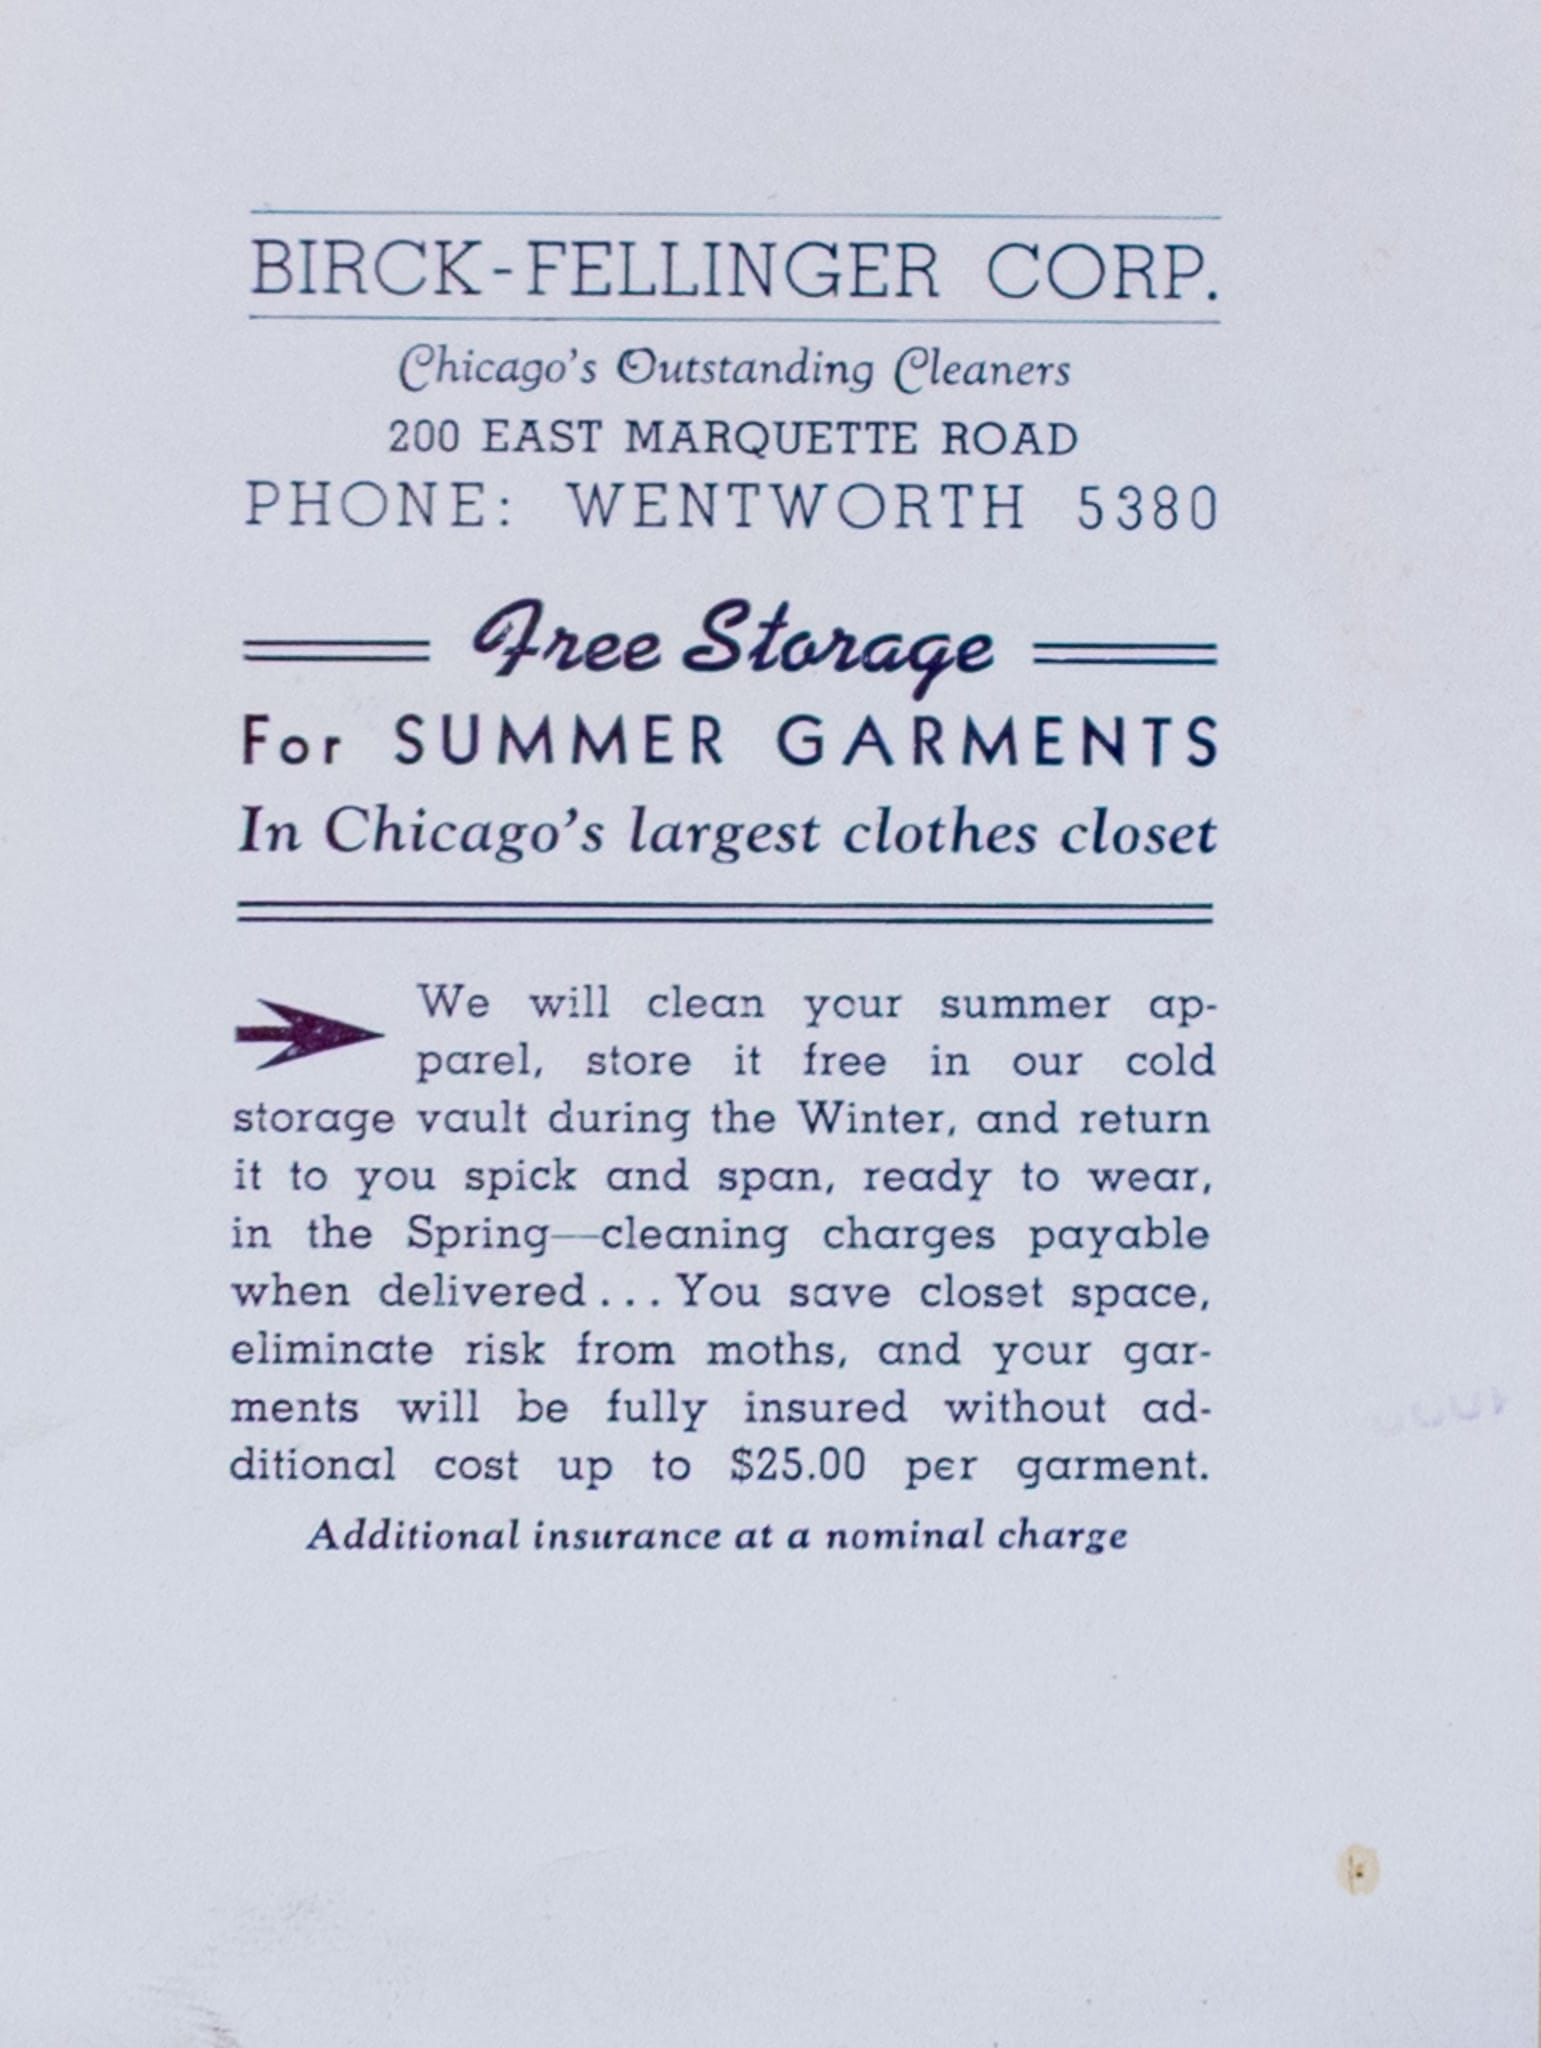 BIRCK-FELLINGER CORP.
Chicago's Outstanding Cleaners
200 EAST MARQUETTE ROAD
PHONE: WENTWORTH 5380
Free Storage
For SUMMER GARMENTS
In Chicago's largest clothes closet
We will clean your summer ap-
parel, store it free in our cold
storage vault during the Winter, and return
it to you spick and span, ready to wear,
in the Spring—cleaning charges payable
when delivered... You save closet space,
eliminate risk from moths, and your gar-
ments will be fully insured without ad-
ditional cost up to $25.00 per garment.
Additional insurance at a nominal charge